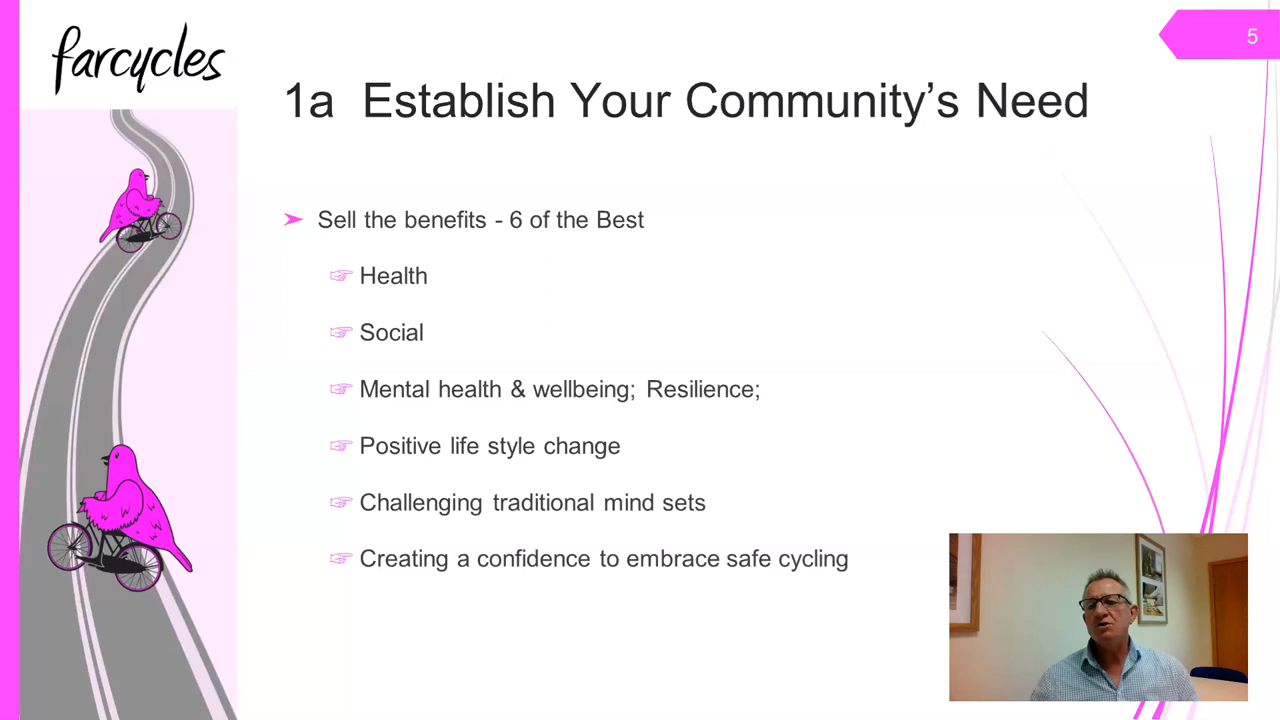 farcycles
5
1a Establish Your Community’s Need
➤ Sell the benefits - 6 of the Best
☞ Health
☞ Social
☞ Mental health & wellbeing; Resilience;
☞ Positive life style change
☞ Challenging traditional mind sets
☞ Creating a confidence to embrace safe cycling